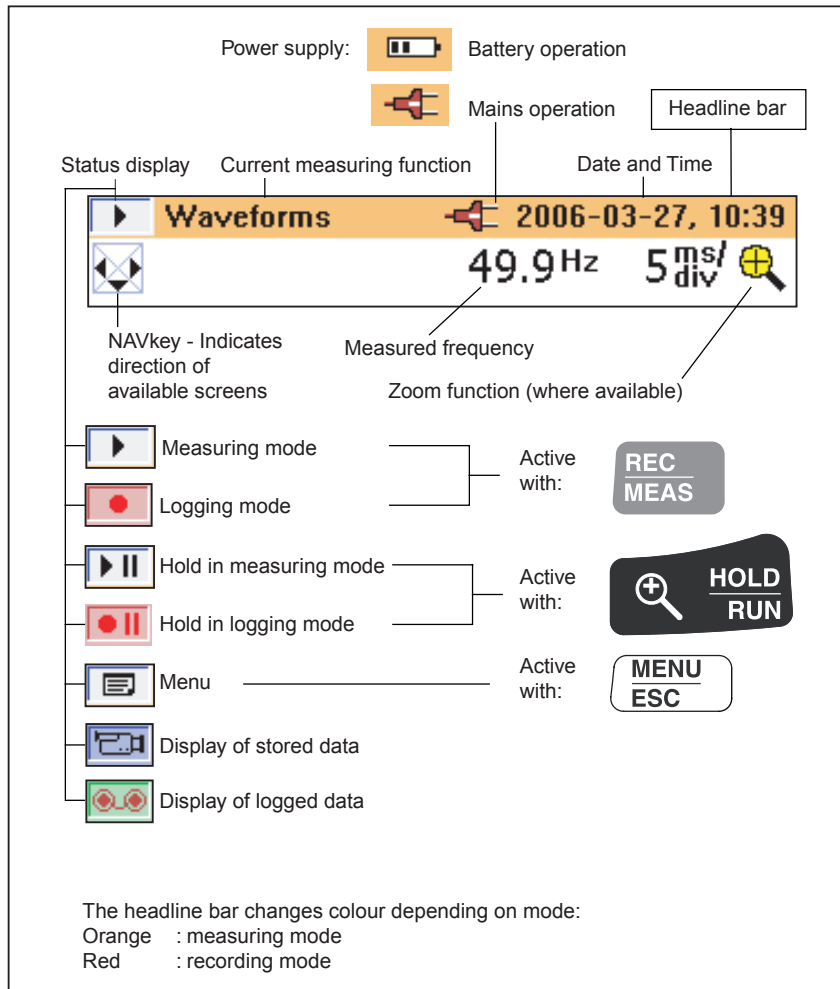 Power supply: Battery operation
Mains operation
Headline bar
Status display Current measuring function Date and Time
Waveforms 2006-03-27, 10:39
49.9Hz 5 ms/div
NAVkey - Indicates
direction of
available screens
Measured frequency
Zoom function (where available)
Measuring mode
Logging mode
Active
with:
REC
MEAS
Hold in measuring mode
Hold in logging mode
Active
with:
HOLD
RUN
Menu
Active
with:
MENU
ESC
Display of stored data
Display of logged data
The headline bar changes colour depending on mode:
Orange : measuring mode
Red : recording mode